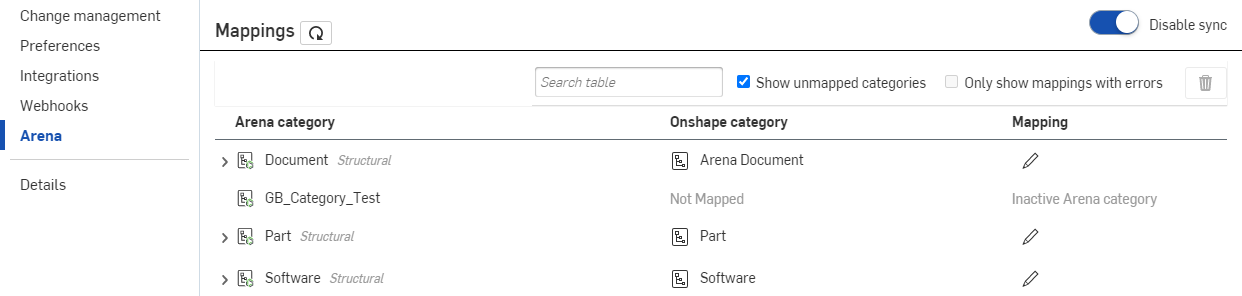 Change management
Preferences
Integrations
Webhooks
Arena
Details
Mappings
Disable sync
Search table
Show unmapped categories
Only show mappings with errors
Arena category Onshape category Mapping
Document Structural Arena Document
GB_Category_Test Not Mapped Inactive Arena category
Part Structural Part
Software Structural Software